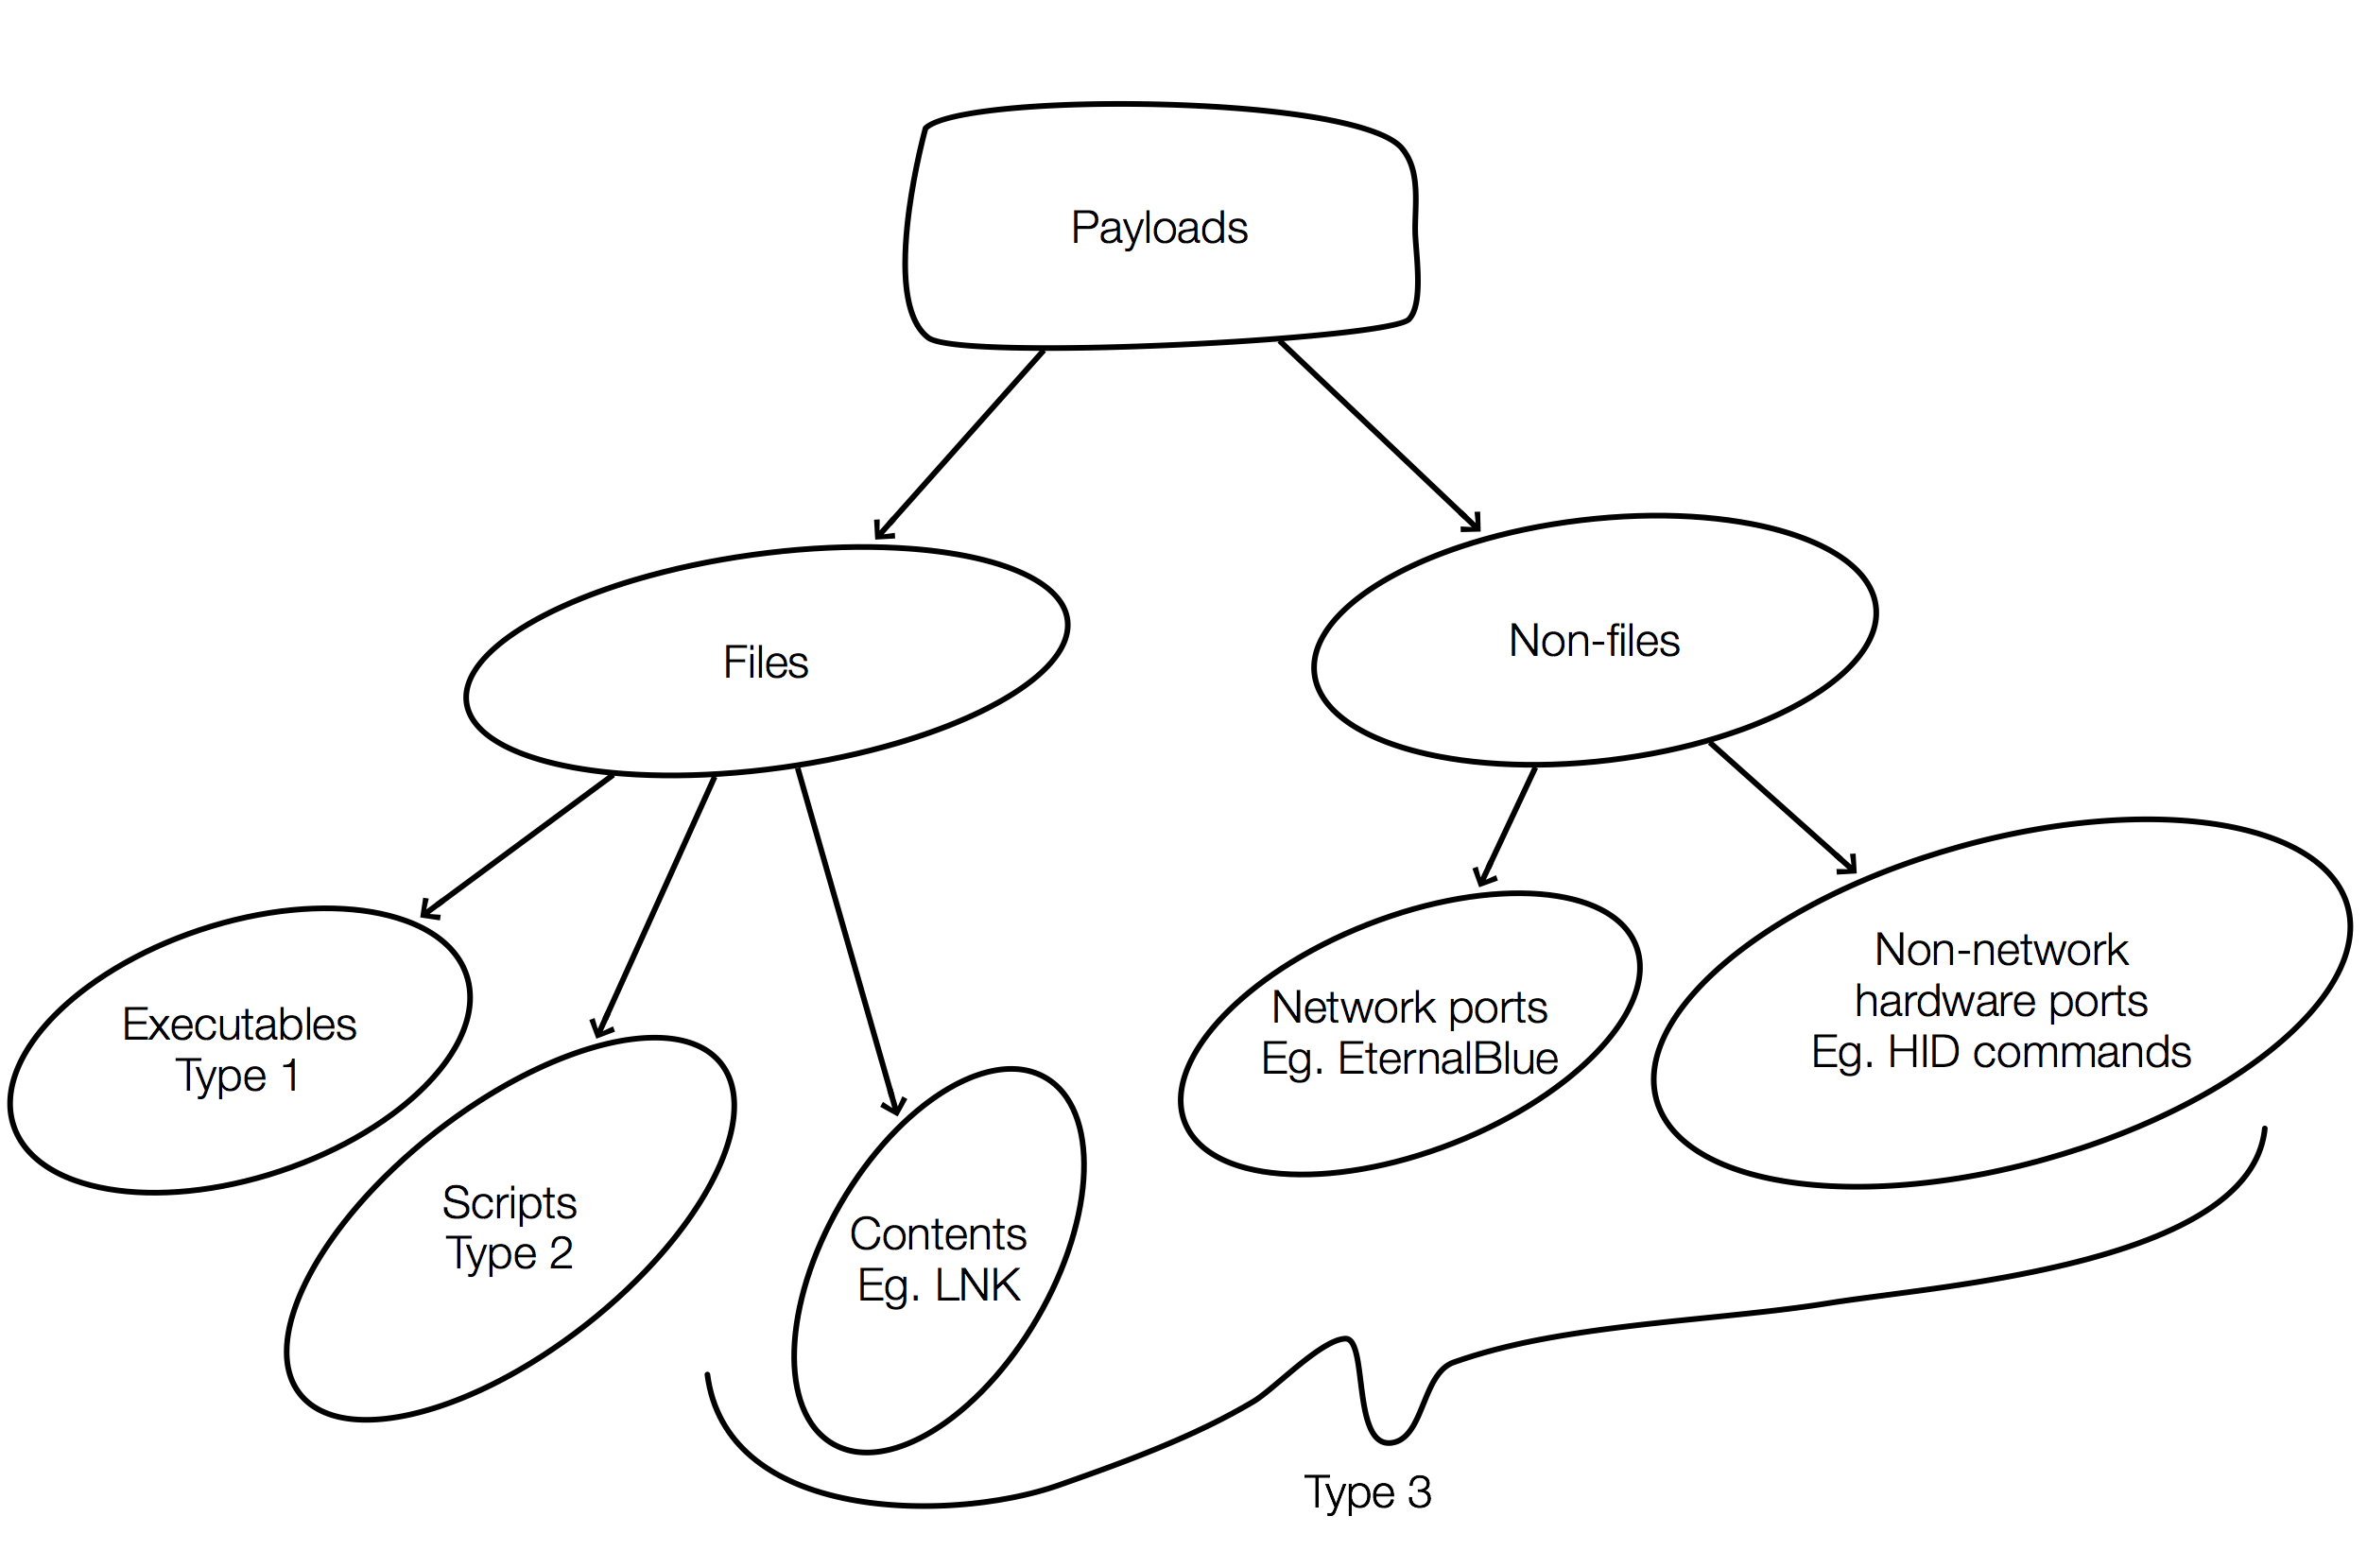 Payloads
Files
Non-files
Executables
Type 1
Scripts
Type 2
Contents
Eg. LNK
Network ports
Eg. EternalBlue
Non-network
hardware ports
Eg. HID commands
Type 3